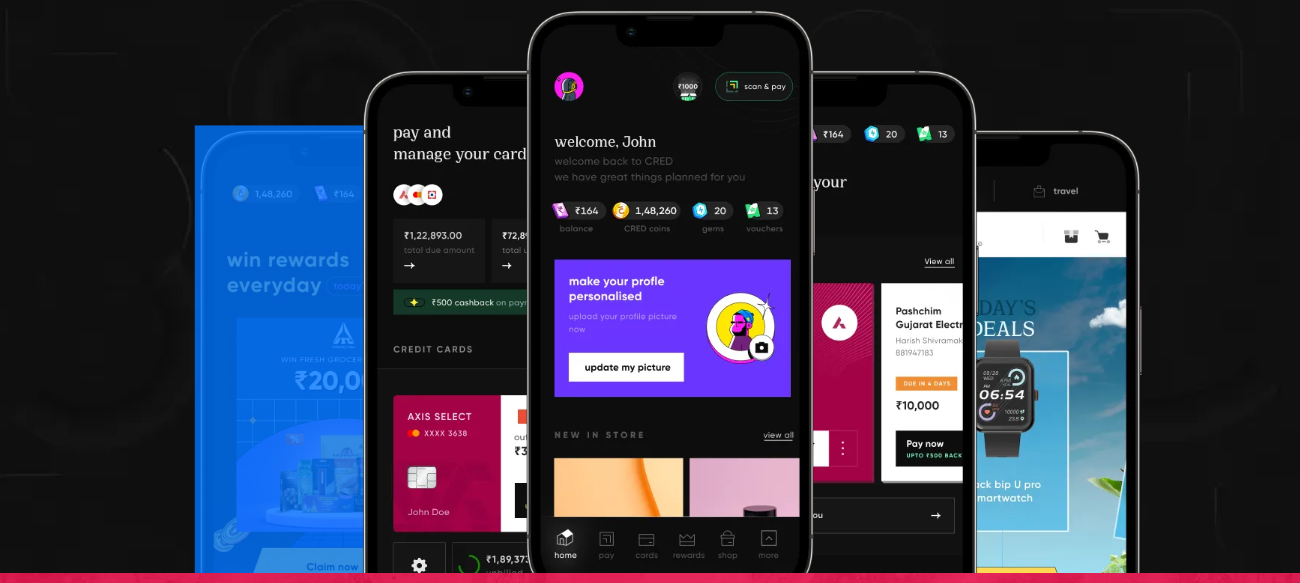 1,48,260
₹164
win rewards
everyday
today
WIN FRESH GROCER
₹20,0
Claim now
pay and
manage your card
₹1,22,893.00
total due amount
₹72,89
total u
₹500 cashback on paym
CREDIT CARDS
AXIS SELECT
XXXX 3638
John Doe
out
₹3
₹1,89,373
unbilled
₹1000
scan & pay
welcome, John
welcome back to CRED
we have great things planned for you
₹164
1,48,260
20
13
balance
CRED coins
gems
vouchers
make your profle
personalised
upload your profile picture
now
update my picture
NEW IN STORE
view all
home
pay
cards
rewards
shop
more
₹164
20
13
your
View all
Pashchim
Gujarat Electr
Harish Shivramak
881947183
DUE IN 4 DAYS
₹10,000
Pay now
UPTO ₹500 BACK
ou
travel
DAY'S
DEALS
06:54
ack bip U pro
martwatch